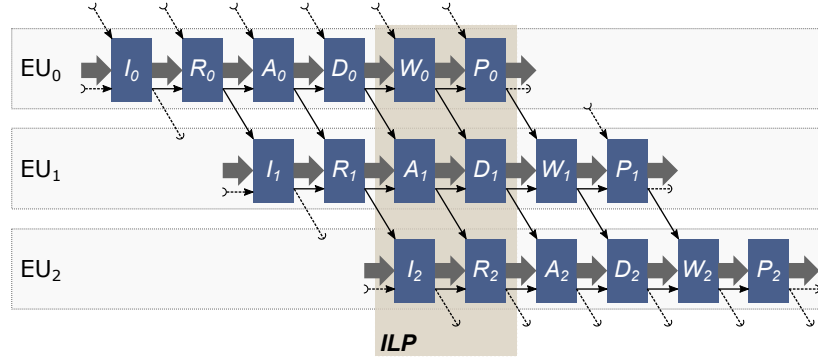 EU₀ I₀ R₀ A₀ D₀ W₀ P₀
EU₁ I₁ R₁ A₁ D₁ W₁ P₁
EU₂ I₂ R₂ A₂ D₂ W₂ P₂
ILP